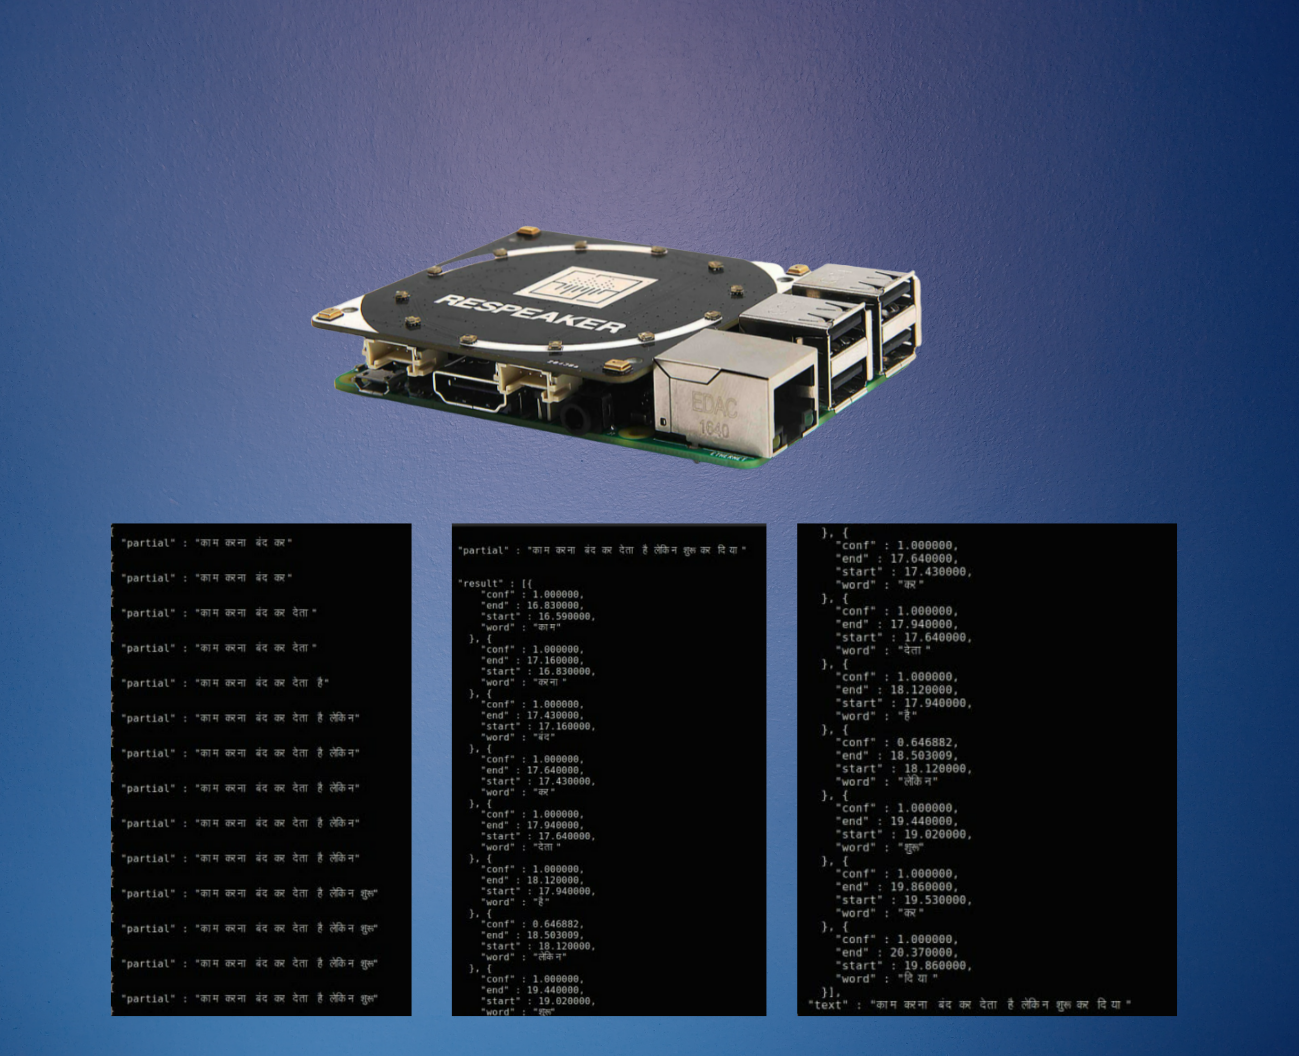 RESPEAKER
EDAC
1640
ETHERNET
"partial" : "काम करना बंद कर"
"partial" : "काम करना बंद कर"
"partial" : "काम करना बंद कर देता"
"partial" : "काम करना बंद कर देता"
"partial" : "काम करना बंद कर देता है"
"partial" : "काम करना बंद कर देता है लेकिन"
"partial" : "काम करना बंद कर देता है लेकिन"
"partial" : "काम करना बंद कर देता है लेकिन"
"partial" : "काम करना बंद कर देता है लेकिन"
"partial" : "काम करना बंद कर देता है लेकिन"
"partial" : "काम करना बंद कर देता है लेकिन शुरू"
"partial" : "काम करना बंद कर देता है लेकिन शुरू"
"partial" : "काम करना बंद कर देता है लेकिन शुरू"
"partial" : "काम करना बंद कर देता है लेकिन शुरू"
"partial" : "काम करना बंद कर देता है लेकिन शुरू कर दिया"
"result" : [{
"conf" : 1.000000,
"end" : 16.830000,
"start" : 16.590000,
"word" : "काम"
}, {
"conf" : 1.000000,
"end" : 17.160000,
"start" : 16.830000,
"word" : "करना"
}, {
"conf" : 1.000000,
"end" : 17.430000,
"start" : 17.160000,
"word" : "बंद"
}, {
"conf" : 1.000000,
"end" : 17.640000,
"start" : 17.430000,
"word" : "कर"
}, {
"conf" : 1.000000,
"end" : 17.940000,
"start" : 17.640000,
"word" : "देता"
}, {
"conf" : 1.000000,
"end" : 18.120000,
"start" : 17.940000,
"word" : "है"
}, {
"conf" : 0.646882,
"end" : 18.503009,
"start" : 18.120000,
"word" : "लेकिन"
}, {
"conf" : 1.000000,
"end" : 19.440000,
"start" : 19.020000,
"word" : "शुरू"
}, {
"conf" : 1.000000,
"end" : 17.640000,
"start" : 17.430000,
"word" : "कर"
}, {
"conf" : 1.000000,
"end" : 17.940000,
"start" : 17.640000,
"word" : "देता"
}, {
"conf" : 1.000000,
"end" : 18.120000,
"start" : 17.940000,
"word" : "है"
}, {
"conf" : 0.646882,
"end" : 18.503009,
"start" : 18.120000,
"word" : "लेकिन"
}, {
"conf" : 1.000000,
"end" : 19.440000,
"start" : 19.020000,
"word" : "शुरू"
}, {
"conf" : 1.000000,
"end" : 19.860000,
"start" : 19.530000,
"word" : "कर"
}, {
"conf" : 1.000000,
"end" : 20.370000,
"start" : 19.860000,
"word" : "दिया"
}],
"text" : "काम करना बंद कर देता है लेकिन शुरू कर दिया"